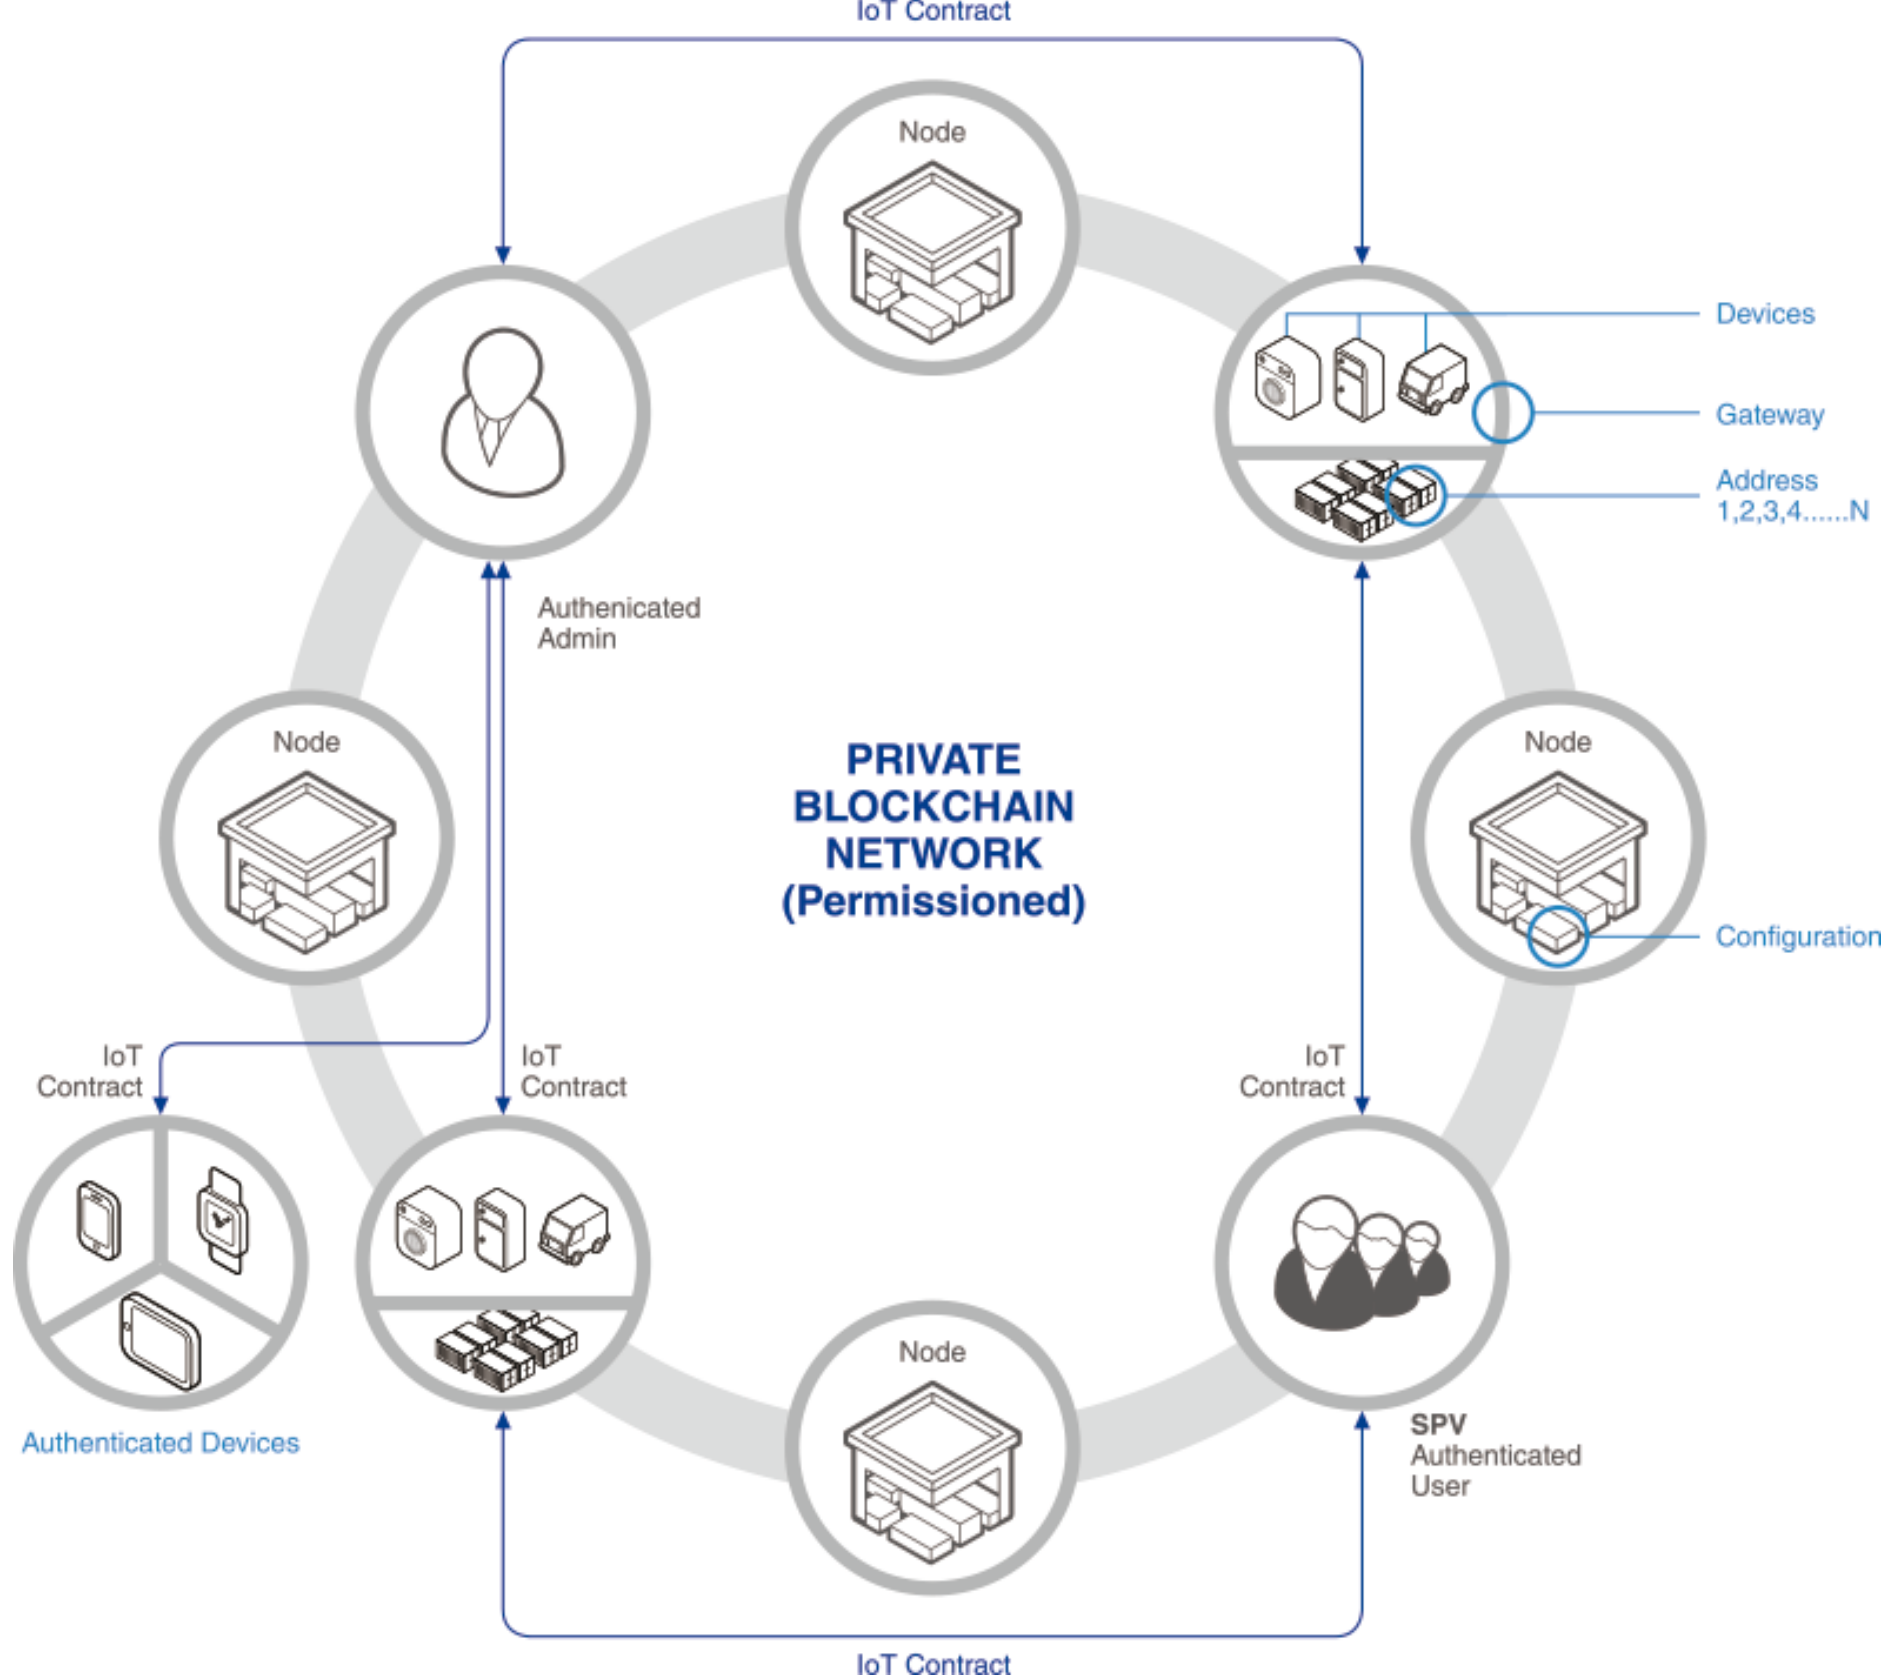 IoT Contract
Node
Devices
Gateway
Address
1,2,3,4......N
Authenicated
Admin
Node
Node
PRIVATE
BLOCKCHAIN
NETWORK
(Permissioned)
Configuration
IoT
Contract
IoT
Contract
IoT
Contract
Node
Authenticated Devices
SPV
Authenticated
User
IoT Contract